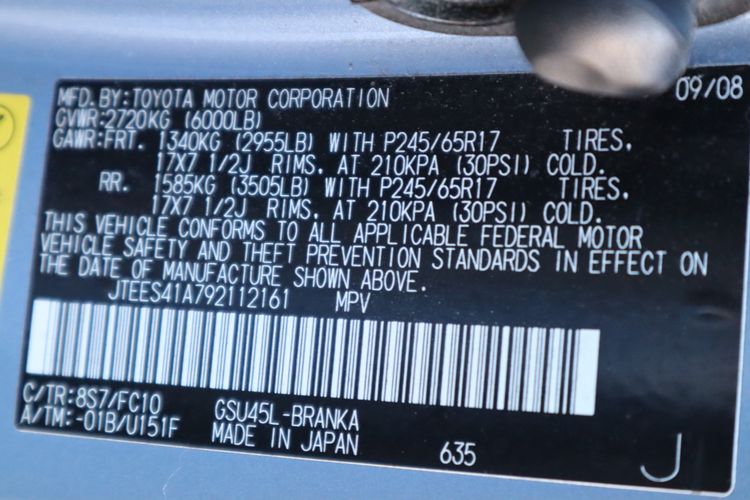 MFD.BY:TOYOTA MOTOR CORPORATION 09/08
GVWR:2720KG (6000LB)
GAWR:FRT. 1340KG (2955LB) WITH P245/65R17 TIRES,
17X7 1/2J RIMS, AT 210KPA (30PSI) COLD.
RR. 1585KG (3505LB) WITH P245/65R17 TIRES,
17X7 1/2J RIMS, AT 210KPA (30PSI) COLD.
THIS VEHICLE CONFORMS TO ALL APPLICABLE FEDERAL MOTOR
VEHICLE SAFETY AND THEFT PREVENTION STANDARDS IN EFFECT ON
THE DATE OF MANUFACTURE SHOWN ABOVE.
JTEES41A792112161 MPV
C/TR:8S7/FC10 GSU45L-BRANKA
A/TM:-01B/U151F MADE IN JAPAN 635 J